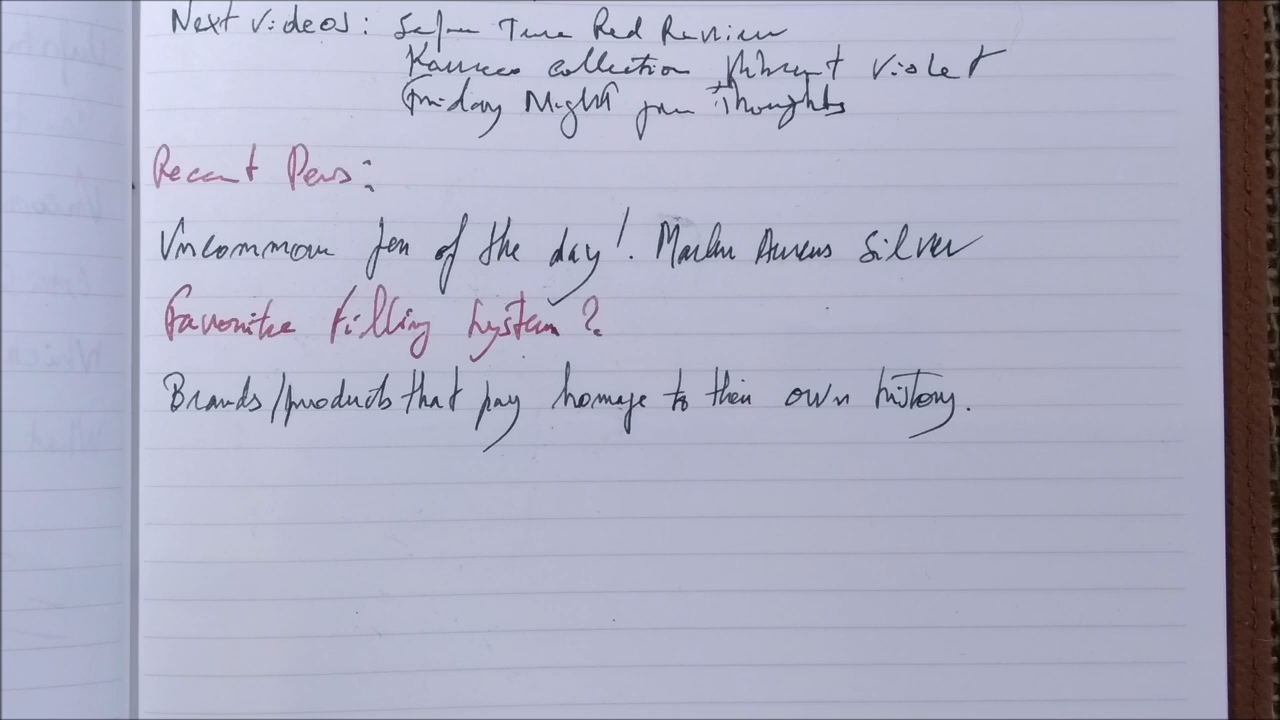 Next videos: Red Review
Kaweco collection Vibrant Violet
Friday Night pen Thoughts
Recent Pens:
Uncommon pen of the day! Marlen Aureus Silver
Favorite filling system?
Brands/products that pay homage to their own history.